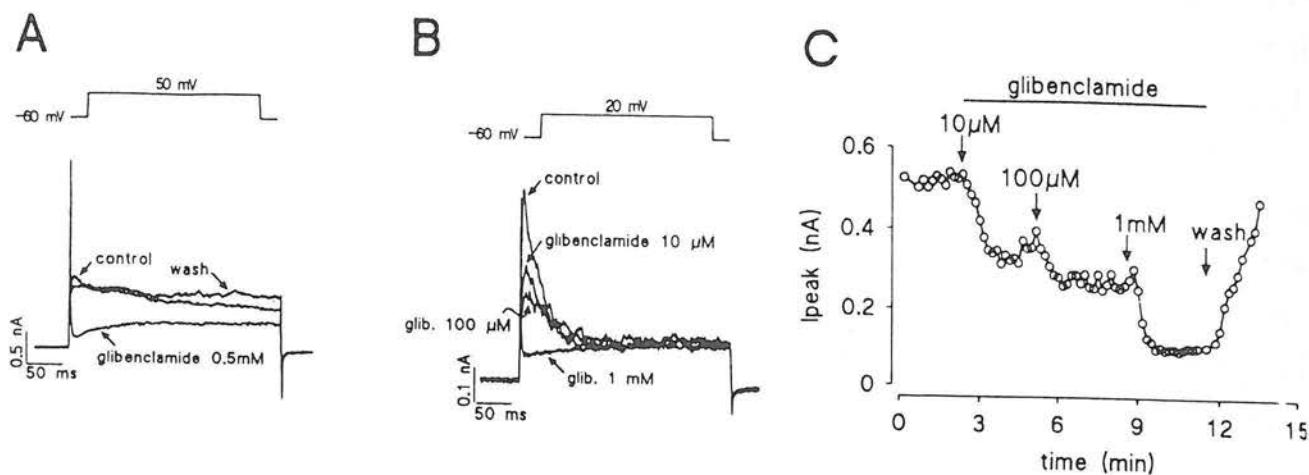 A
50 mV
-60 mV
control
wash
glibenclamide 0.5mM
0.5 nA
50 ms
B
20 mV
-60 mV
control
glibenclamide 10 μM
glib. 100 μM
glib. 1 mM
0.1 nA
50 ms
C
glibenclamide
10μM
100μM
1mM
wash
Ipeak (nA)
0.6
0.4
0.2
0
0 3 6 9 12 15
time (min)